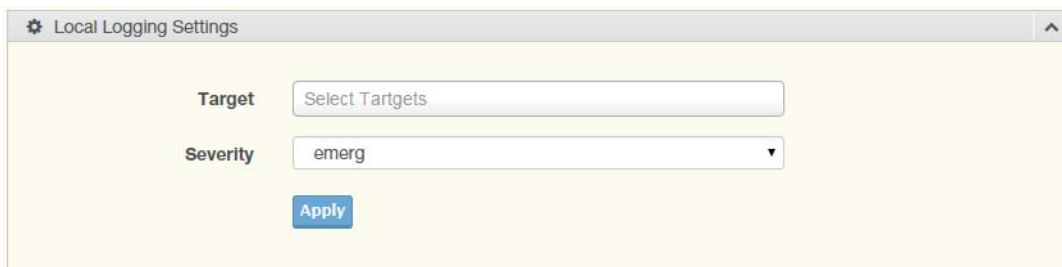 Local Logging Settings
Target
Select Tartgets
Severity
emerg
Apply